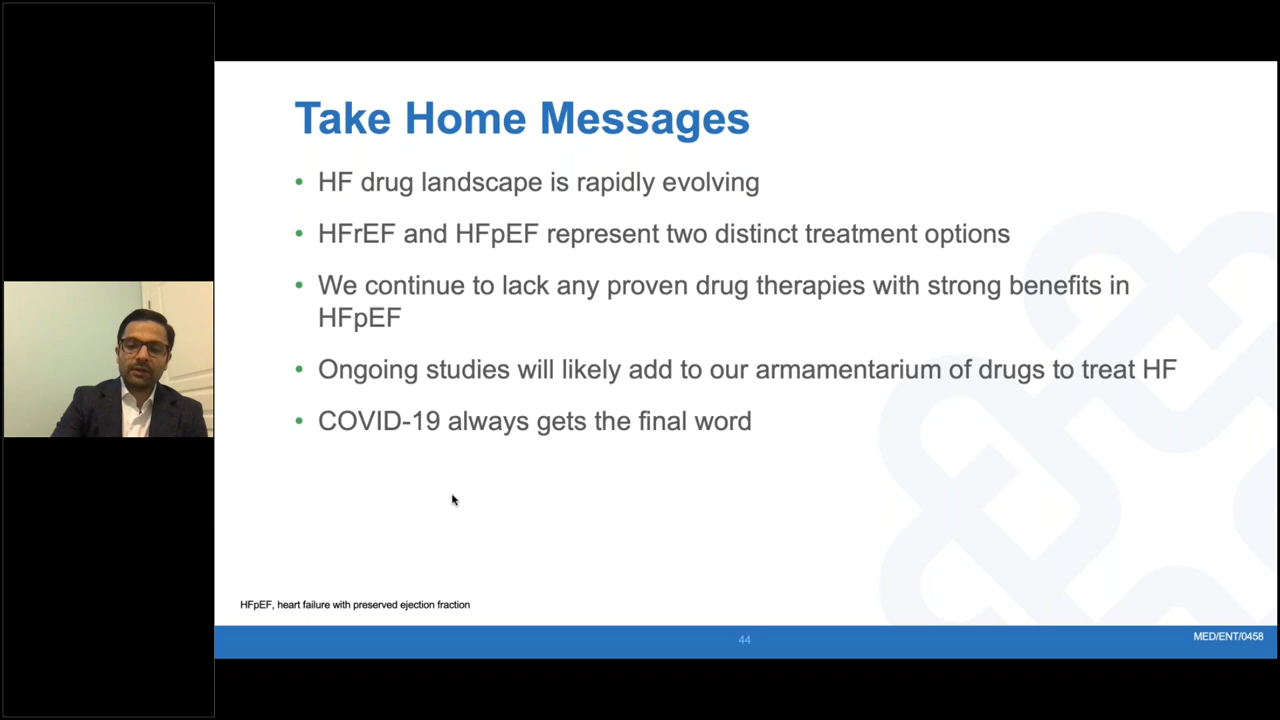 Take Home Messages
• HF drug landscape is rapidly evolving
• HFrEF and HFpEF represent two distinct treatment options
• We continue to lack any proven drug therapies with strong benefits in
HFpEF
• Ongoing studies will likely add to our armamentarium of drugs to treat HF
• COVID-19 always gets the final word
HFpEF, heart failure with preserved ejection fraction
44
MED/ENT/0458